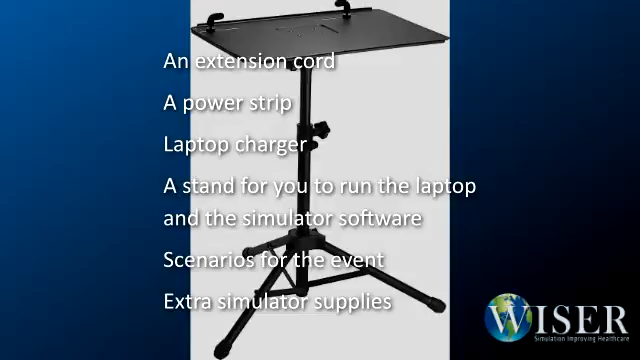 An extension cord
A power strip
Laptop charger
A stand for you to run the laptop
and the simulator software
Scenarios for the event
Extra simulator supplies
WISER
Simulation Improving Healthcare